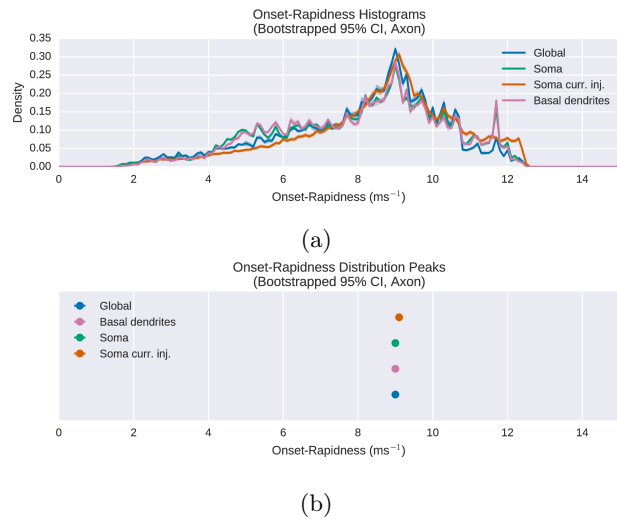 Onset-Rapidness Histograms
(Bootstrapped 95% CI, Axon)
Density
0.35
0.30
0.25
0.20
0.15
0.10
0.05
0.00
Global
Soma
Soma curr. inj.
Basal dendrites
0 2 4 6 8 10 12 14
Onset-Rapidness (ms⁻¹)
(a)
Onset-Rapidness Distribution Peaks
(Bootstrapped 95% CI, Axon)
Global
Basal dendrites
Soma
Soma curr. inj.
0 2 4 6 8 10 12 14
Onset-Rapidness (ms⁻¹)
(b)